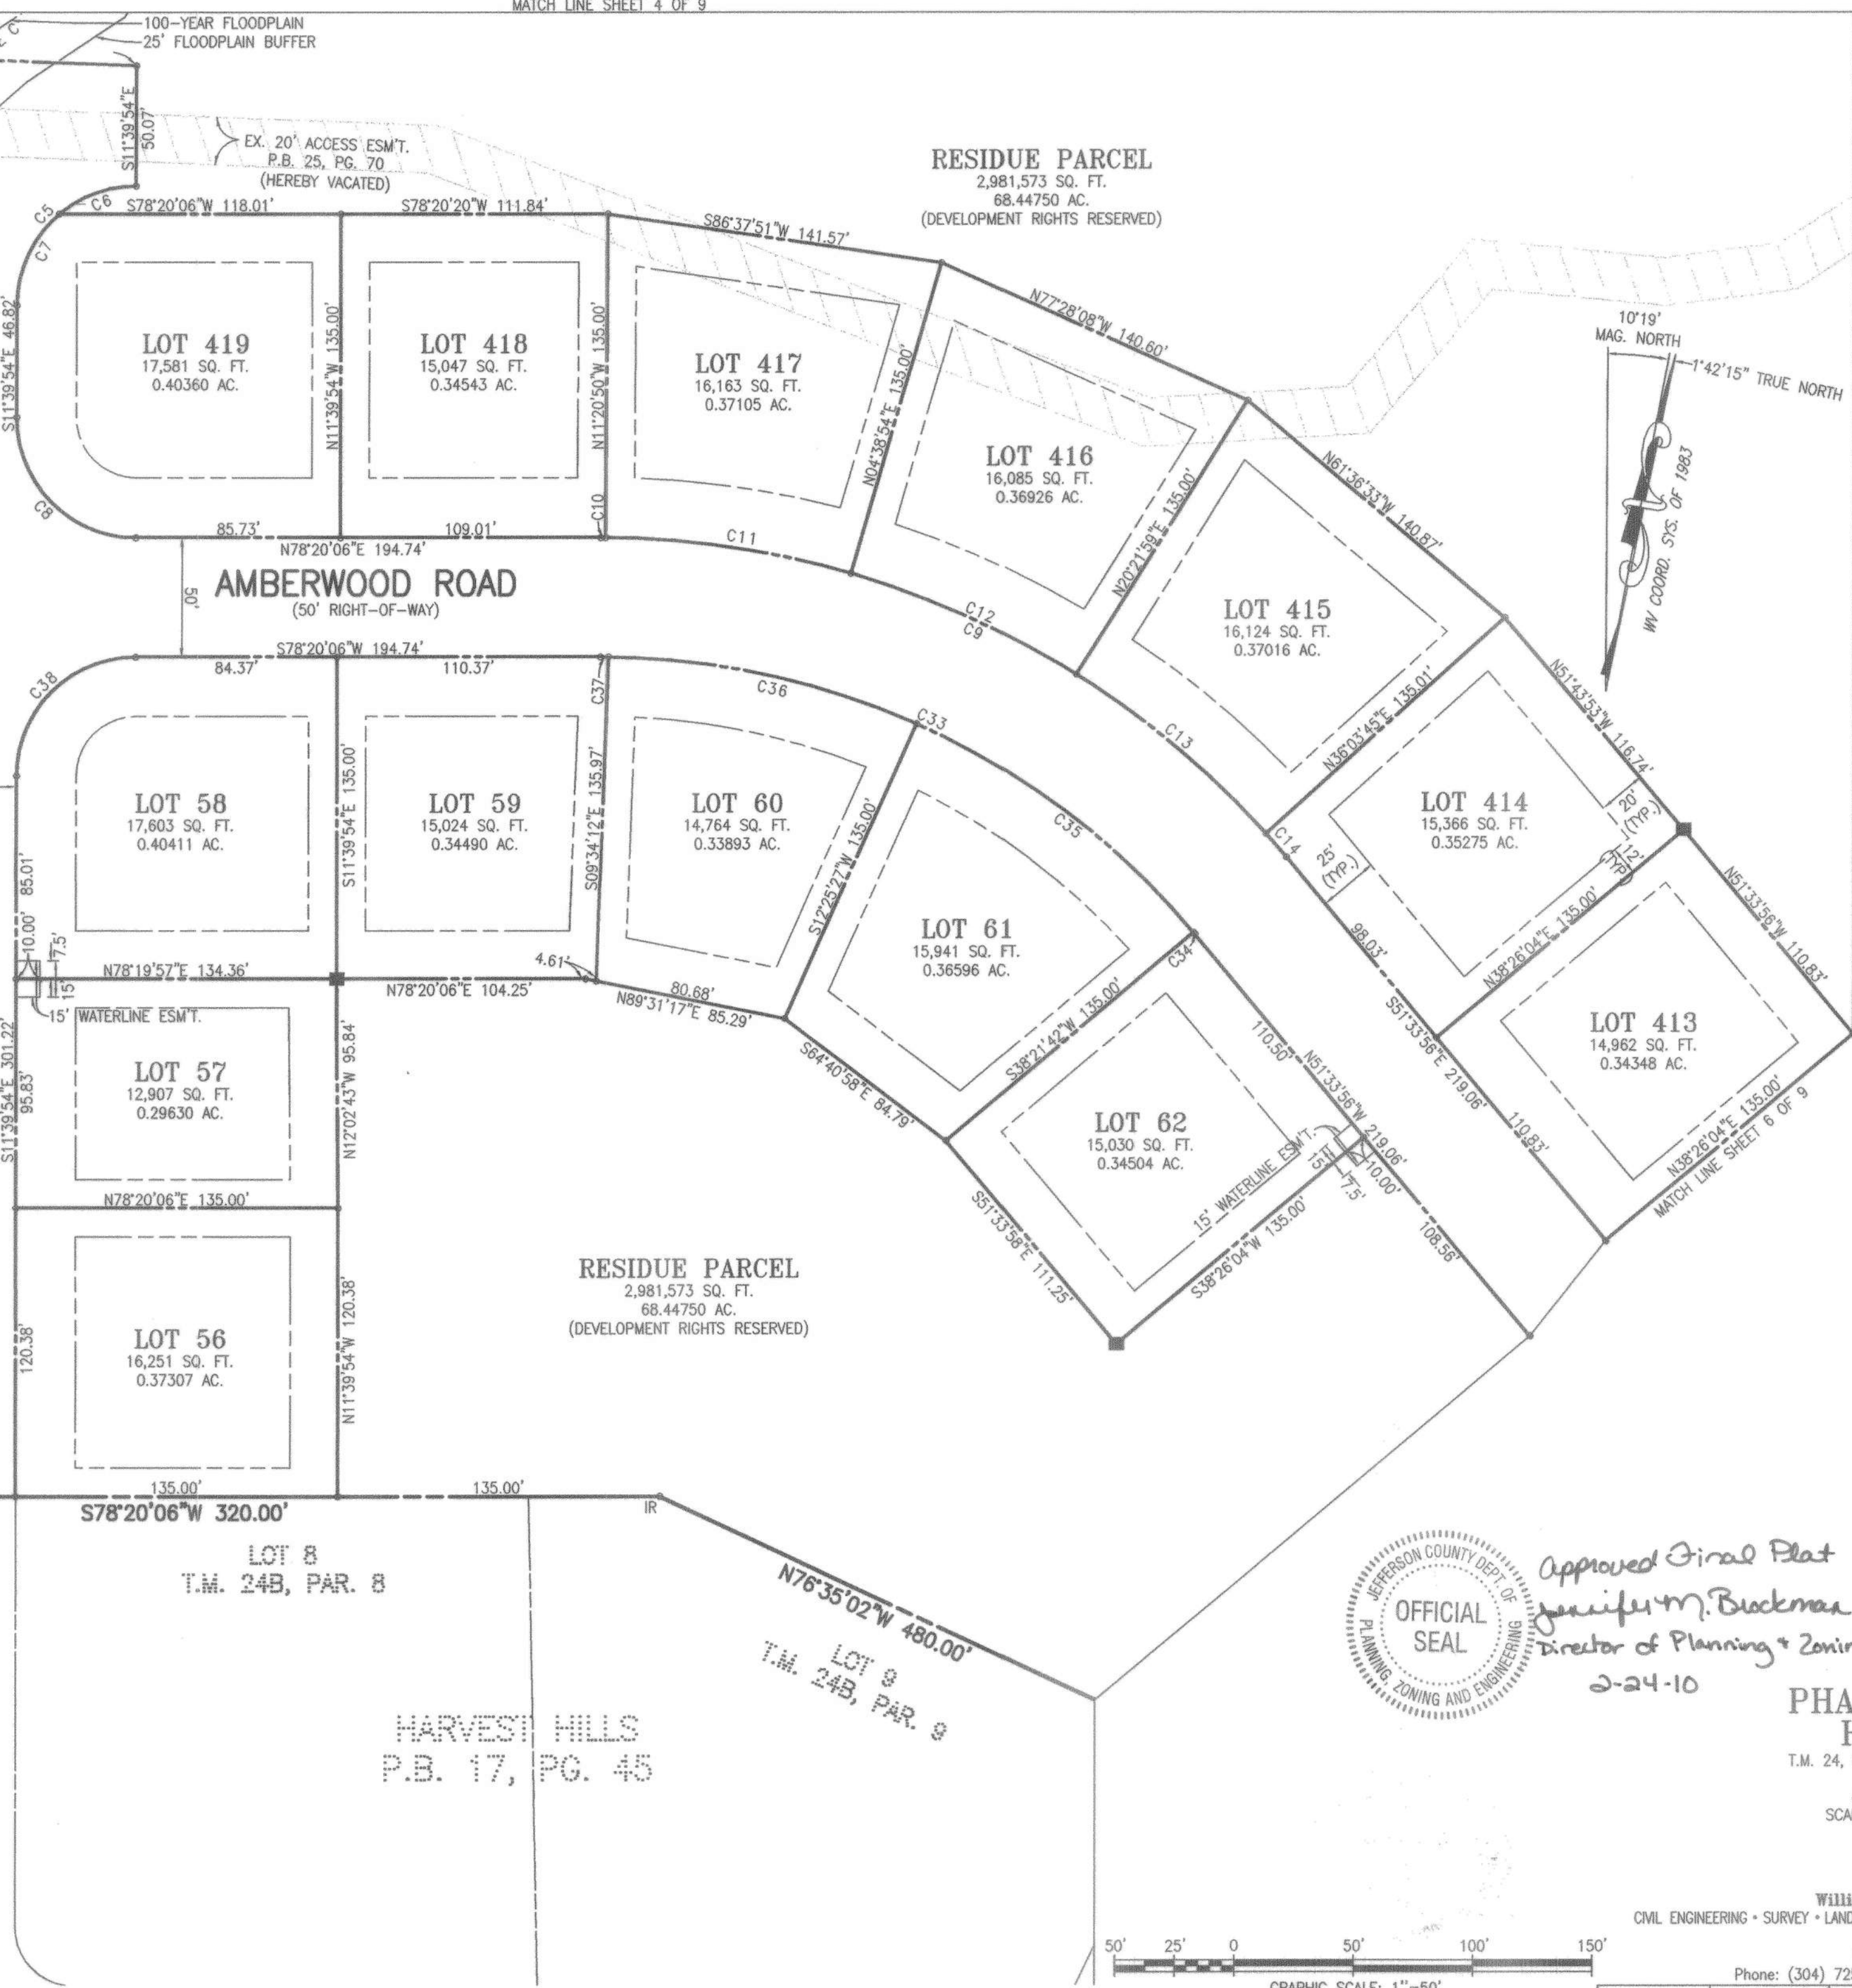 MATCH LINE SHEET 4 OF 9
100-YEAR FLOODPLAIN
25' FLOODPLAIN BUFFER
S11°39'54"E
50.07'
EX. 20' ACCESS ESM'T.
P.B. 25, PG. 70
(HEREBY VACATED)
RESIDUE PARCEL
2,981,573 SQ. FT.
68.44750 AC.
(DEVELOPMENT RIGHTS RESERVED)
C5
C6
C7
S78°20'06"W 118.01'
S78°20'20"W 111.84'
S86°37'51"W 141.57'
N77°28'08"W 140.60'
10°19'
MAG. NORTH
1°42'15" TRUE NORTH
WV COORD. SYS. OF 1983
S11°39'54"E 46.82'
LOT 419
17,581 SQ. FT.
0.40360 AC.
N11°39'54"W 135.00'
LOT 418
15,047 SQ. FT.
0.34543 AC.
N11°20'50"W 135.00'
LOT 417
16,163 SQ. FT.
0.37105 AC.
N04°38'54"E 135.00'
LOT 416
16,085 SQ. FT.
0.36926 AC.
N20°21'59"E 135.00'
N61°36'33"W 140.87'
C8
85.73'
109.01'
C10
C11
N78°20'06"E 194.74'
C12
C9
LOT 415
16,124 SQ. FT.
0.37016 AC.
50'
AMBERWOOD ROAD
(50' RIGHT-OF-WAY)
S78°20'06"W 194.74'
84.37'
110.37'
C38
C37
C36
C33
C13
N36°03'45"E 135.01'
N51°43'53"W 116.74'
LOT 58
17,603 SQ. FT.
0.40411 AC.
S11°39'54"E 135.00'
LOT 59
15,024 SQ. FT.
0.34490 AC.
S09°34'12"E 135.97'
LOT 60
14,764 SQ. FT.
0.33893 AC.
S12°25'27"W 135.00'
C35
C14
LOT 414
15,366 SQ. FT.
0.35275 AC.
20'
(TYP.)
12'
(TYP)
25'
(TYP.)
85.01'
10.00'
7.5'
15'
N78°19'57"E 134.36'
15' WATERLINE ESM'T.
4.61'
N78°20'06"E 104.25'
80.68'
N89°31'17"E 85.29'
LOT 61
15,941 SQ. FT.
0.36596 AC.
C34
98.03'
N38°26'04"E 135.00'
N51°33'56"W 110.83'
S11°39'54"E 301.22'
95.83'
LOT 57
12,907 SQ. FT.
0.29630 AC.
N12°02'43"W 95.84'
S64°40'58"E 84.79'
S38°21'42"W 135.00'
110.50'
N51°33'56"W 219.06'
S51°33'56"E 219.06'
LOT 413
14,962 SQ. FT.
0.34348 AC.
110.83'
N38°26'04"E 135.00'
MATCH LINE SHEET 6 OF 9
LOT 62
15,030 SQ. FT.
0.34504 AC.
15' WATERLINE ESM'T.
15'
7.5'
10.00'
N78°20'06"E 135.00'
S51°33'58"E 111.25'
S38°26'04"W 135.00'
108.56'
RESIDUE PARCEL
2,981,573 SQ. FT.
68.44750 AC.
(DEVELOPMENT RIGHTS RESERVED)
120.38'
LOT 56
16,251 SQ. FT.
0.37307 AC.
N11°39'54"W 120.38'
135.00'
135.00'
IR
S78°20'06"W 320.00'
LOT 8
T.M. 24B, PAR. 8
N76°35'02"W 480.00'
LOT 9
T.M. 24B, PAR. 9
HARVEST HILLS
P.B. 17, PG. 45
JEFFERSON COUNTY DEPT. OF
PLANNING, ZONING AND ENGINEERING
OFFICIAL
SEAL
Approved Final Plat
Jennifer M. Brockman
Director of Planning + Zonin
2-24-10
PHA
T.M. 24,
SCA
Willi
CIVIL ENGINEERING • SURVEY • LAND
50' 25' 0 50' 100' 150'
GRAPHIC SCALE: 1"=50'
Phone: (304) 72